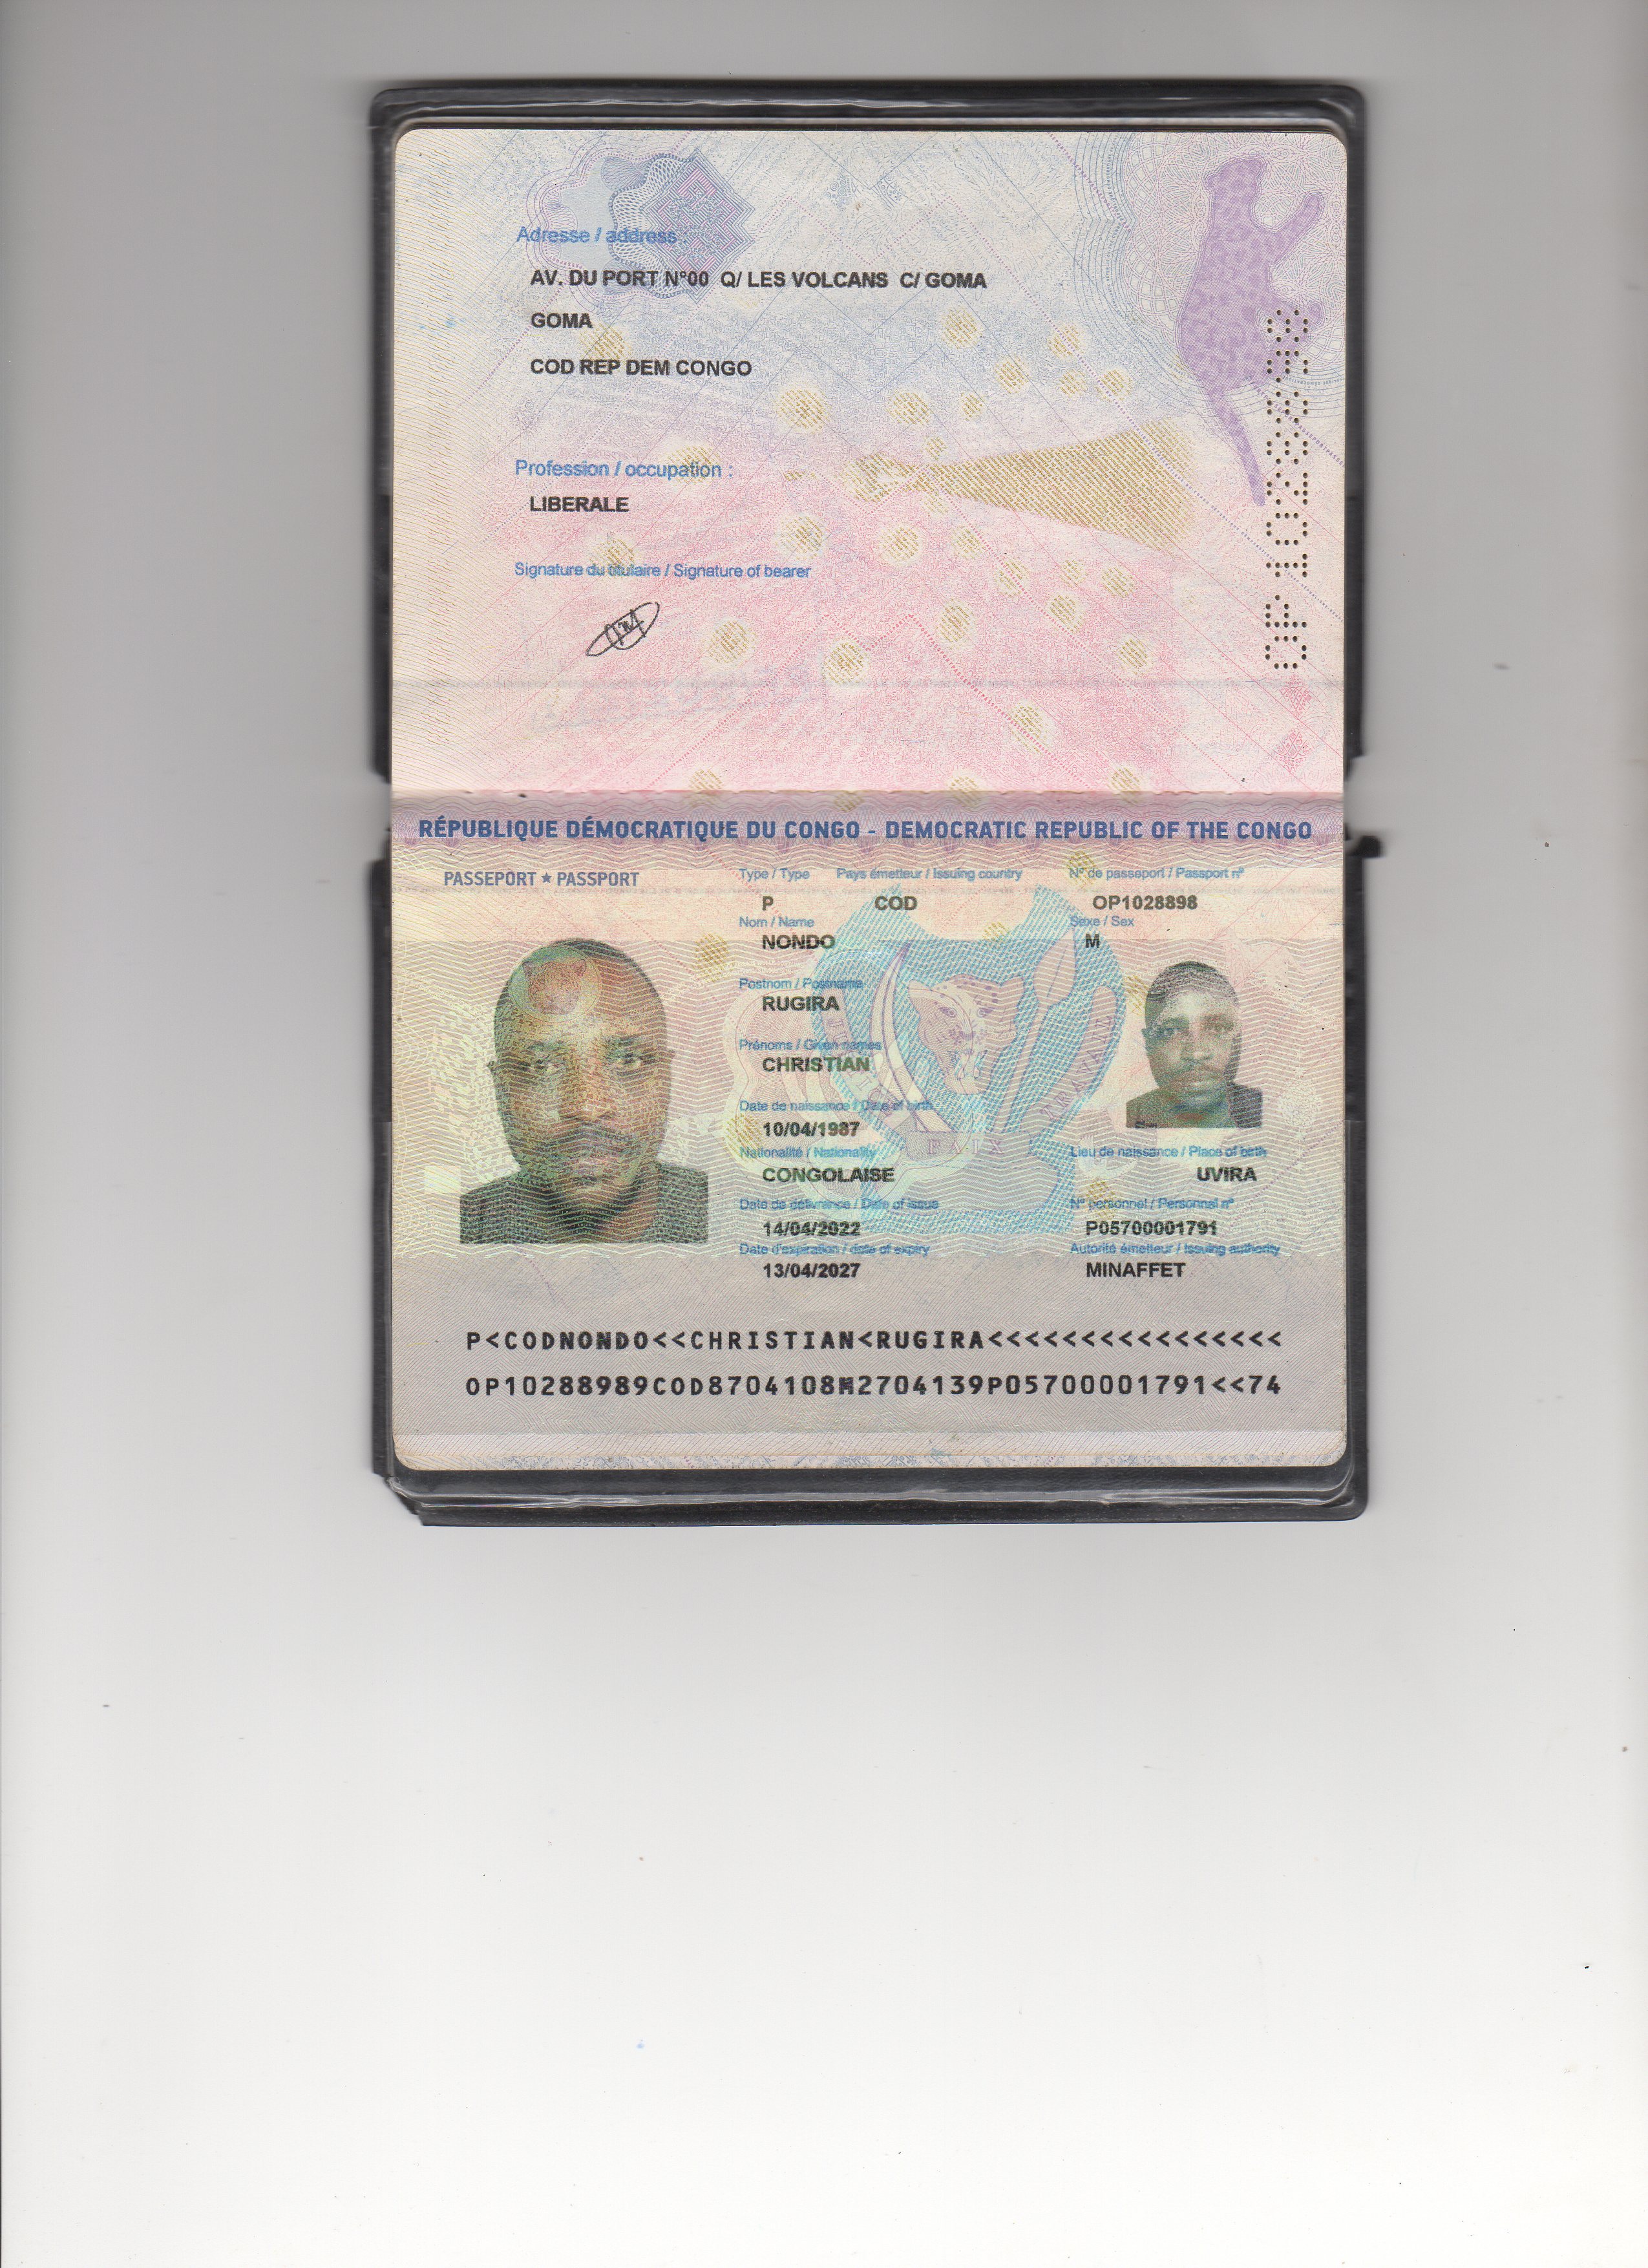 Adresse / address :
AV. DU PORT N°00 Q/ LES VOLCANS C/ GOMA
GOMA
COD REP DEM CONGO
Profession / occupation :
LIBERALE
Signature du titulaire / Signature of bearer
OP1028898
RÉPUBLIQUE DÉMOCRATIQUE DU CONGO - DEMOCRATIC REPUBLIC OF THE CONGO
PASSEPORT ★ PASSPORT
Type / Type Pays émetteur / Issuing country N° de passeport / Passport n°
P COD OP1028898
Nom / Name Sexe / Sex
NONDO M
Postnom / Postname
RUGIRA
Prénoms / Given names
CHRISTIAN
Date de naissance / Date of birth
10/04/1987
Nationalité / Nationality Lieu de naissance / Place of birth
CONGOLAISE UVIRA
Date de délivrance / Date of issue N° personnel / Personnel n°
14/04/2022 P05700001791
Date d'expiration / date of expiry Autorité émetteur / Issuing authority
13/04/2027 MINAFFET
PAIX
P<CODNONDO<<CHRISTIAN<RUGIRA<<<<<<<<<<<<<<<<
OP10288989COD8704108M2704139P05700001791<<74